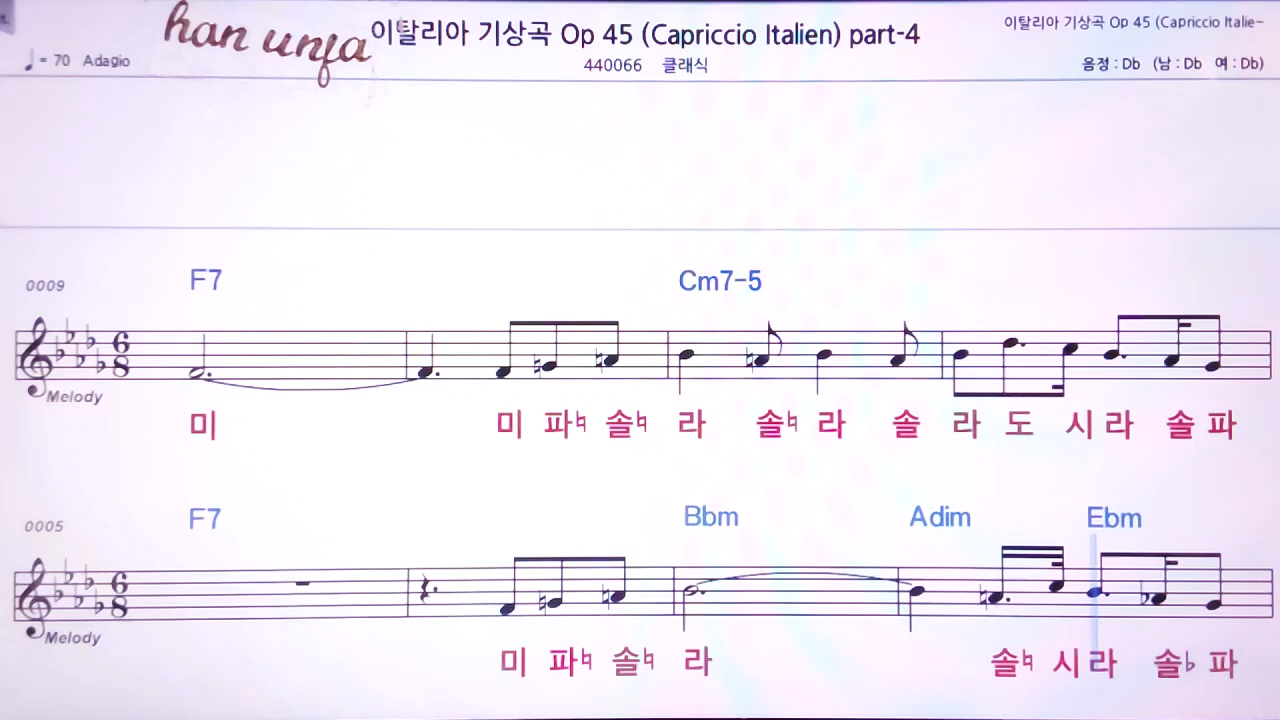 han unja
이탈리아 기상곡 Op 45 (Capriccio Italien) part-4
이탈리아 기상곡 Op 45 (Capriccio Italie-
♩= 70 Adagio
440066 클래식
음정 : Db (남 : Db 여 : Db)
F7 Cm7-5
0009
6 8
Melody
미 미 파♮ 솔♮ 라 솔♮ 라 솔 라 도 시 라 솔 파
F7 Bbm Adim Ebm
0005
6 8
Melody
미 파♮ 솔♮ 라 솔♮ 시 라 솔♭ 파